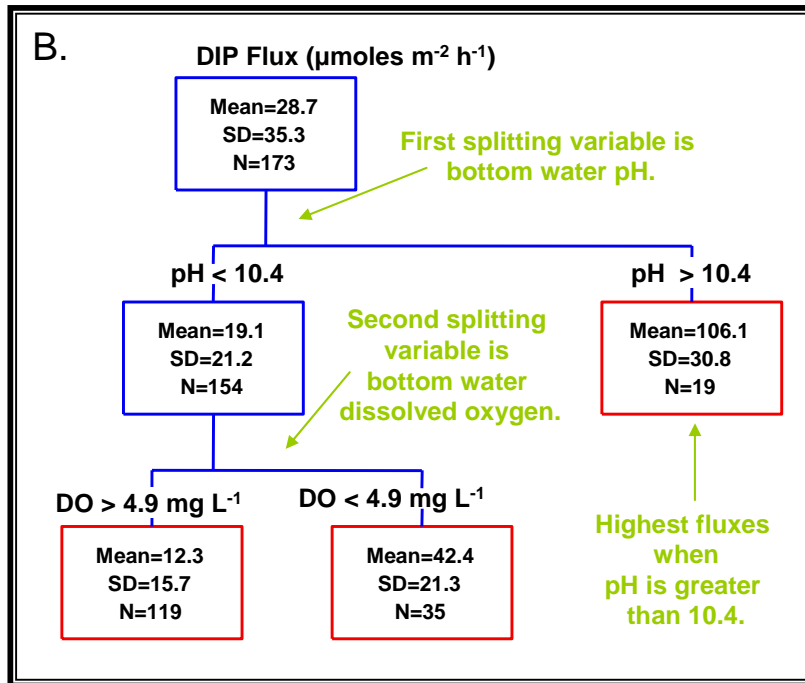 B.
DIP Flux (µmoles m⁻² h⁻¹)
Mean=28.7
SD=35.3
N=173
First splitting variable is
bottom water pH.
pH < 10.4
pH > 10.4
Mean=19.1
SD=21.2
N=154
Second splitting
variable is
bottom water
dissolved oxygen.
Mean=106.1
SD=30.8
N=19
DO > 4.9 mg L⁻¹
DO < 4.9 mg L⁻¹
Mean=12.3
SD=15.7
N=119
Mean=42.4
SD=21.3
N=35
Highest fluxes
when
pH is greater
than 10.4.